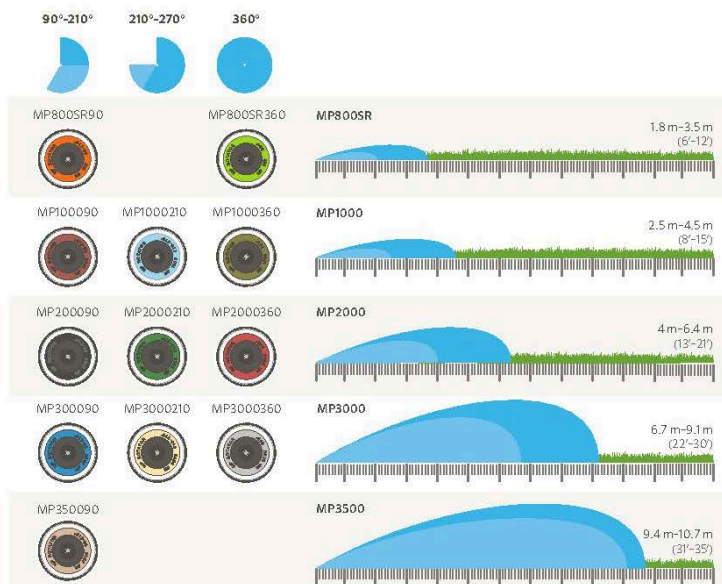 90°-210°
210°-270°
360°
MP800SR90
MP800SR360
MP800SR
1.8 m-3.5 m
(6'-12')
MP100090
MP1000210
MP1000360
MP1000
2.5 m-4.5 m
(8'-15')
MP200090
MP2000210
MP2000360
MP2000
4 m-6.4 m
(13'-21')
MP300090
MP3000210
MP3000360
MP3000
6.7 m-9.1 m
(22'-30')
MP350090
MP3500
9.4 m-10.7 m
(31'-35')